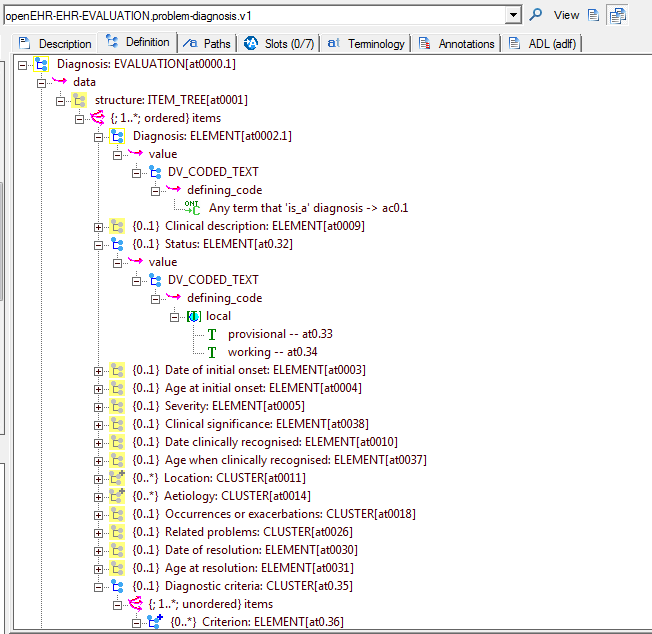 openEHR-EHR-EVALUATION.problem-diagnosis.v1 View
Description Definition /a Paths Slots (0/7) at Terminology Annotations ADL (adlf)
Diagnosis: EVALUATION[at0000.1]
data
structure: ITEM_TREE[at0001]
{; 1..*; ordered} items
Diagnosis: ELEMENT[at0002.1]
value
DV_CODED_TEXT
defining_code
ONT C Any term that 'is_a' diagnosis -> ac0.1
{0..1} Clinical description: ELEMENT[at0009]
{0..1} Status: ELEMENT[at0.32]
value
DV_CODED_TEXT
defining_code
local
T provisional -- at0.33
T working -- at0.34
{0..1} Date of initial onset: ELEMENT[at0003]
{0..1} Age at initial onset: ELEMENT[at0004]
{0..1} Severity: ELEMENT[at0005]
{0..1} Clinical significance: ELEMENT[at0038]
{0..1} Date clinically recognised: ELEMENT[at0010]
{0..1} Age when clinically recognised: ELEMENT[at0037]
{0..*} Location: CLUSTER[at0011]
{0..*} Aetiology: CLUSTER[at0014]
{0..1} Occurrences or exacerbations: CLUSTER[at0018]
{0..1} Related problems: CLUSTER[at0026]
{0..1} Date of resolution: ELEMENT[at0030]
{0..1} Age at resolution: ELEMENT[at0031]
{0..1} Diagnostic criteria: CLUSTER[at0.35]
{; 1..*; unordered} items
{0..*} Criterion: ELEMENT[at0.36]